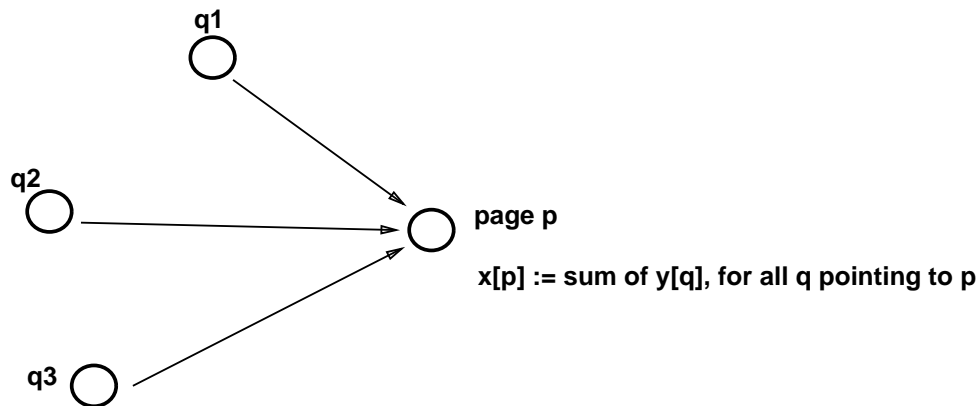 q1
q2
page p
x[p] := sum of y[q], for all q pointing to p
q3